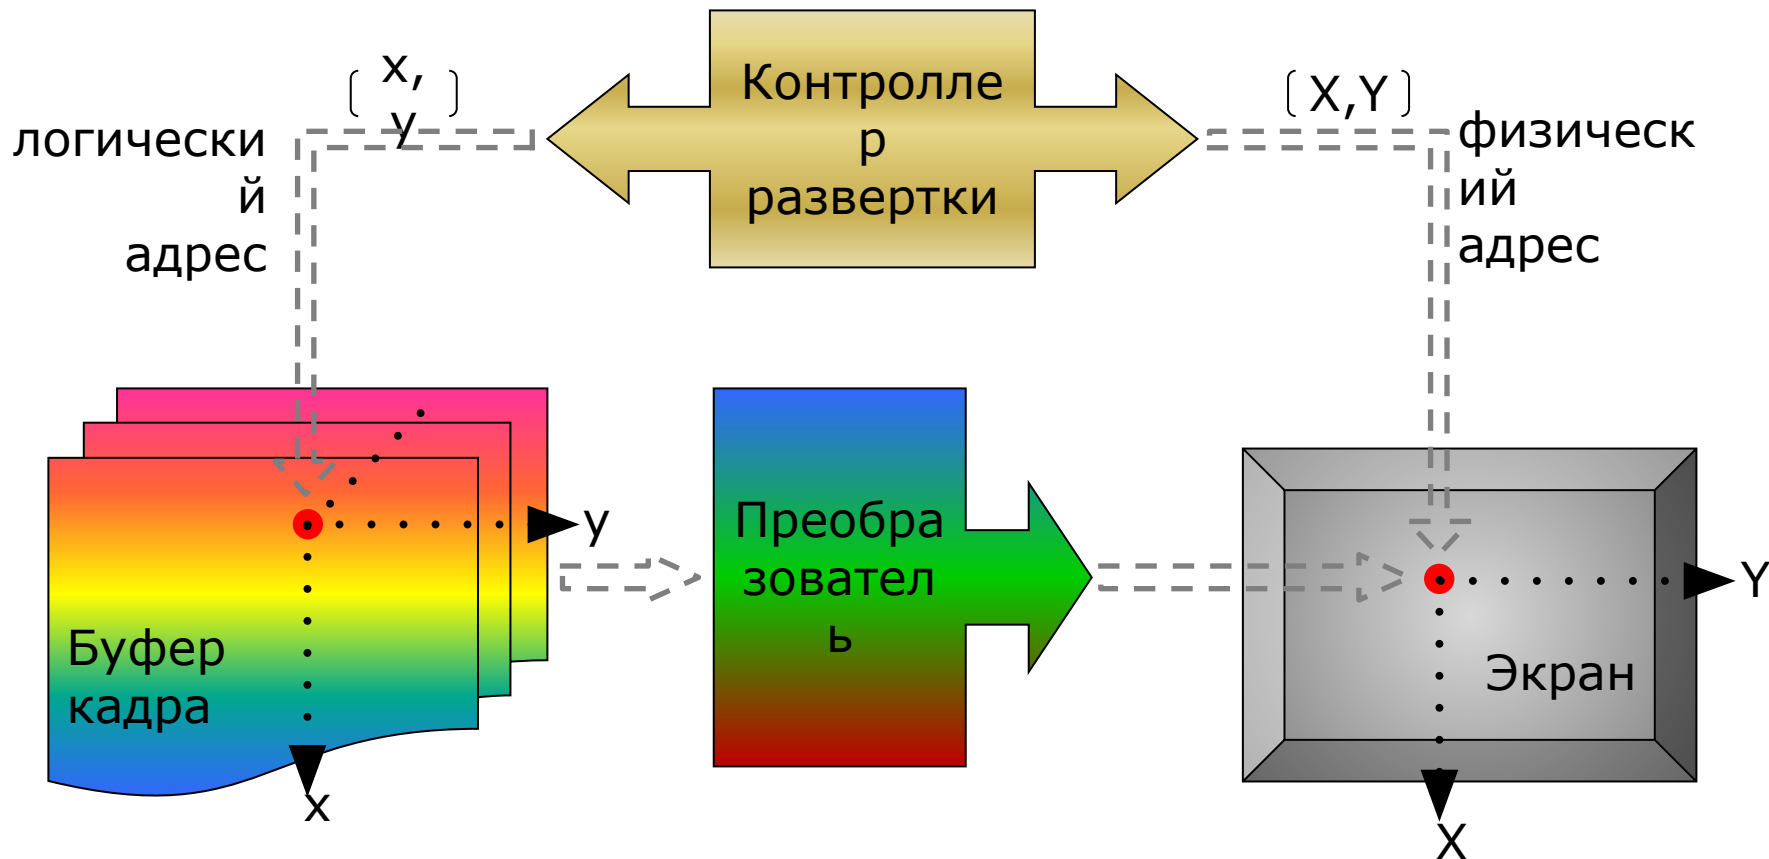 x,
y
логически
й
адрес
Контролле
р
развертки
X,Y
физическ
ий
адрес
Буфер
кадра
y
x
Преобра
зовател
ь
Экран
Y
X